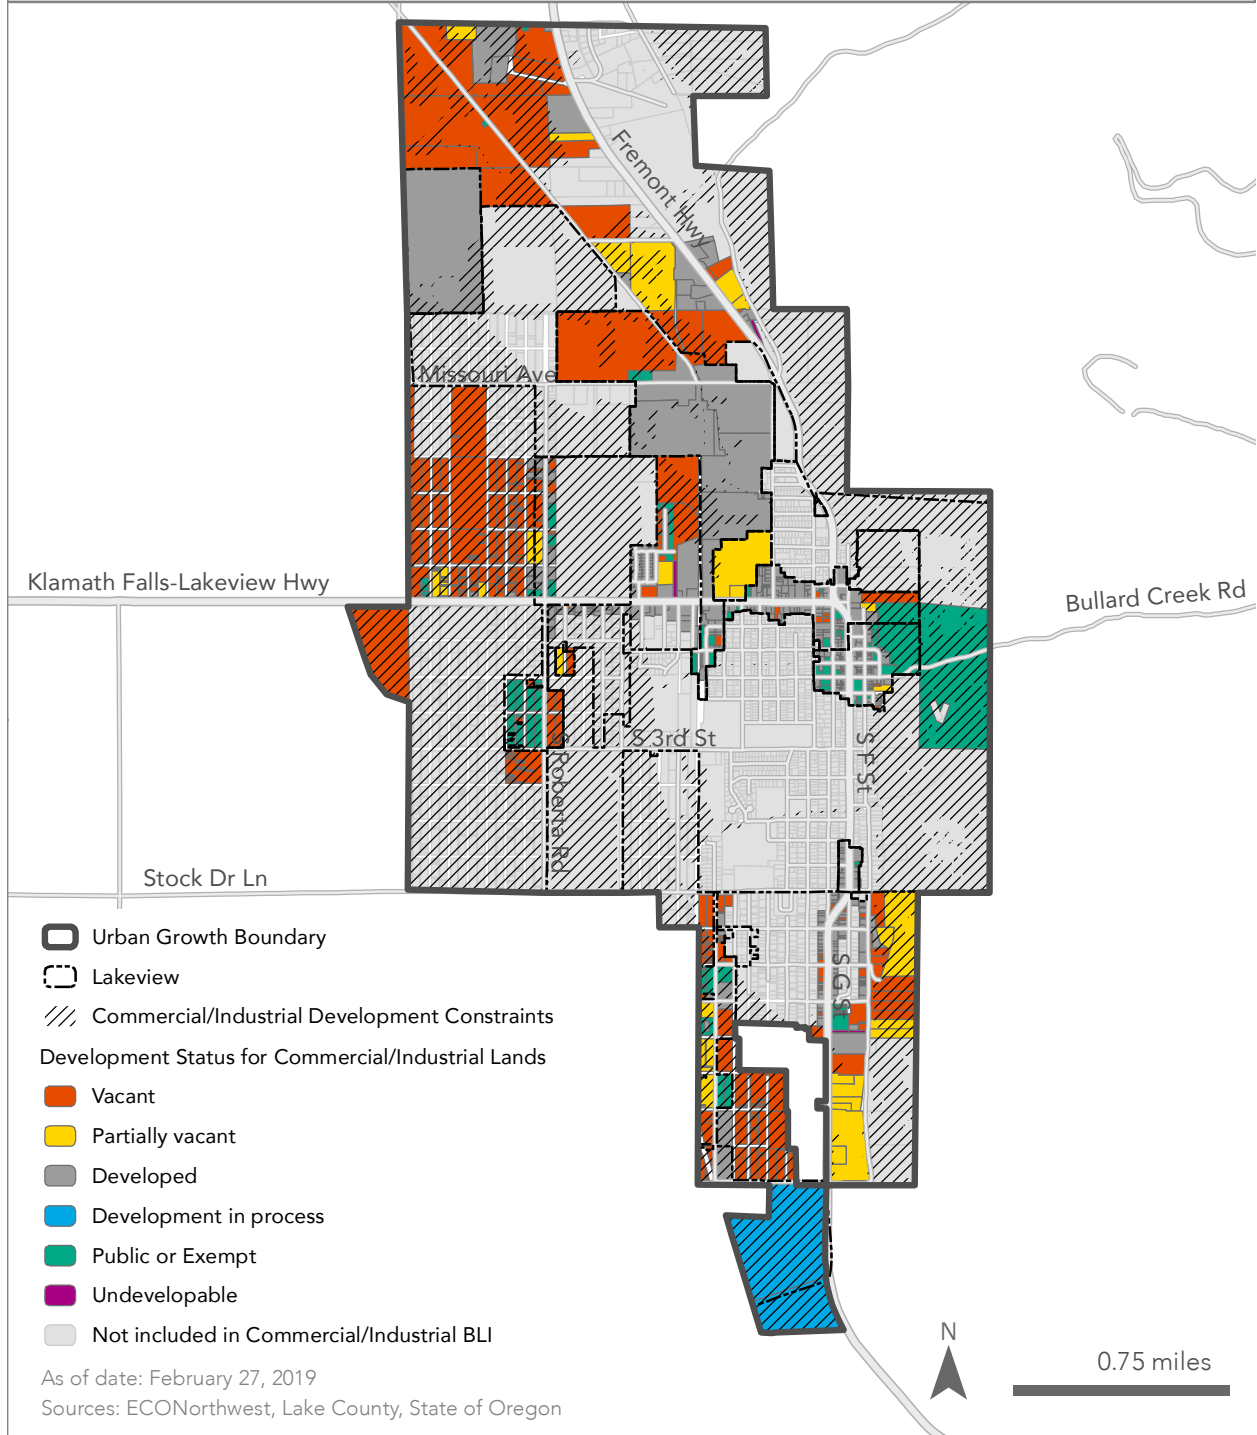 Fremont Hwy
Missouri Ave
Klamath Falls-Lakeview Hwy
Bullard Creek Rd
S 3rd St
S F St
S Roberta Rd
Stock Dr Ln
S G St
Urban Growth Boundary
Lakeview
Commercial/Industrial Development Constraints
Development Status for Commercial/Industrial Lands
Vacant
Partially vacant
Developed
Development in process
Public or Exempt
Undevelopable
Not included in Commercial/Industrial BLI
As of date: February 27, 2019
Sources: ECONorthwest, Lake County, State of Oregon
N
0.75 miles